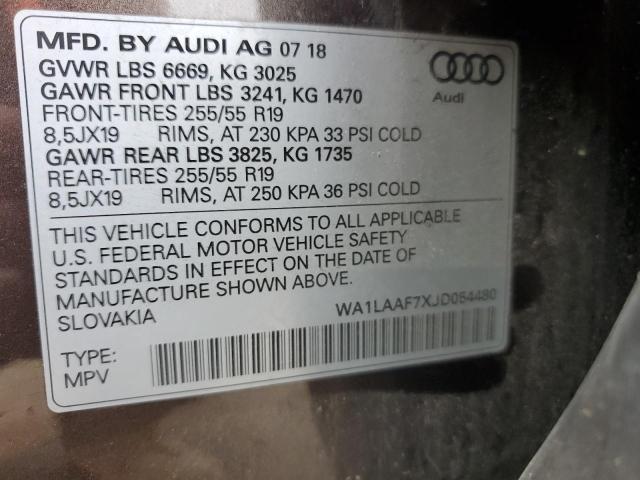 MFD. BY AUDI AG 07 18
GVWR LBS 6669, KG 3025
GAWR FRONT LBS 3241, KG 1470
FRONT-TIRES 255/55 R19
8,5JX19 RIMS, AT 230 KPA 33 PSI COLD
GAWR REAR LBS 3825, KG 1735
REAR-TIRES 255/55 R19
8,5JX19 RIMS, AT 250 KPA 36 PSI COLD
Audi
THIS VEHICLE CONFORMS TO ALL APPLICABLE
U.S. FEDERAL MOTOR VEHICLE SAFETY
STANDARDS IN EFFECT ON THE DATE OF
MANUFACTURE SHOWN ABOVE.
SLOVAKIA WA1LAAF7XJD054480
TYPE:
MPV